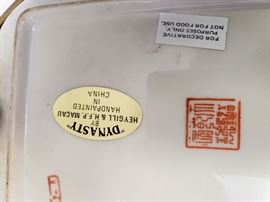 FOR DECORATIVE
PURPOSES ONLY,
NOT FOR FOOD USE.
"DYNASTY"
BY
HEYGILL & H.F.P. MACAU
HANDPAINTED
IN
CHINA